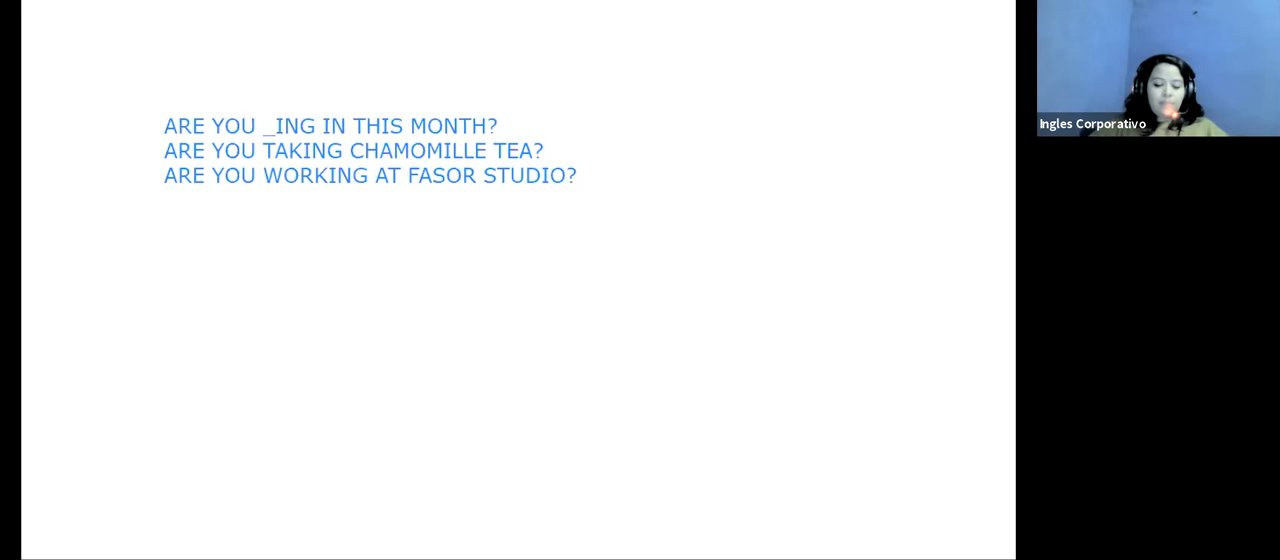 ARE YOU _ING IN THIS MONTH?
ARE YOU TAKING CHAMOMILLE TEA?
ARE YOU WORKING AT FASOR STUDIO?
Ingles Corporativo